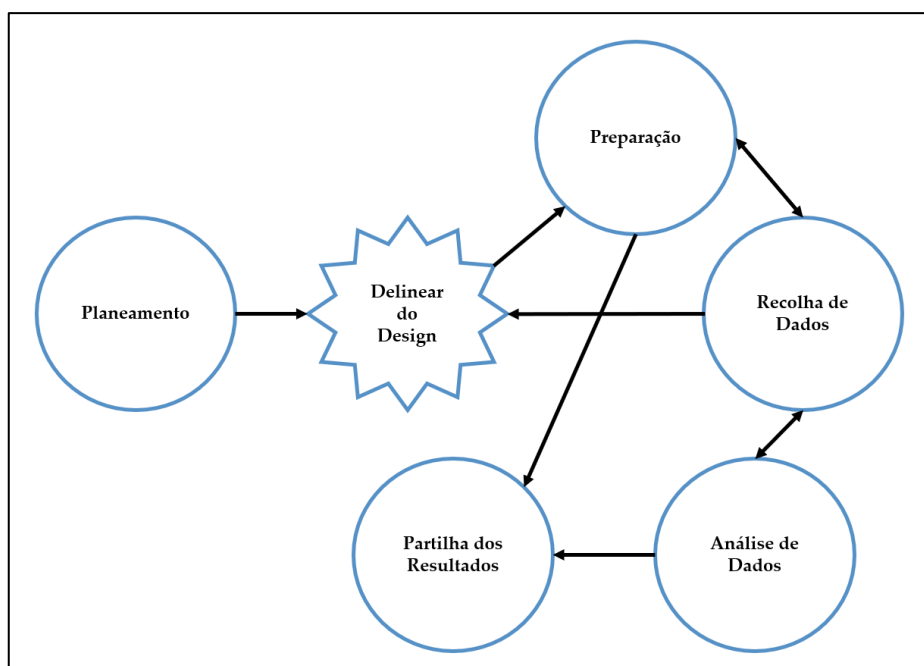 Preparação
Planeamento
Delinear
do
Design
Recolha de
Dados
Partilha dos
Resultados
Análise de
Dados